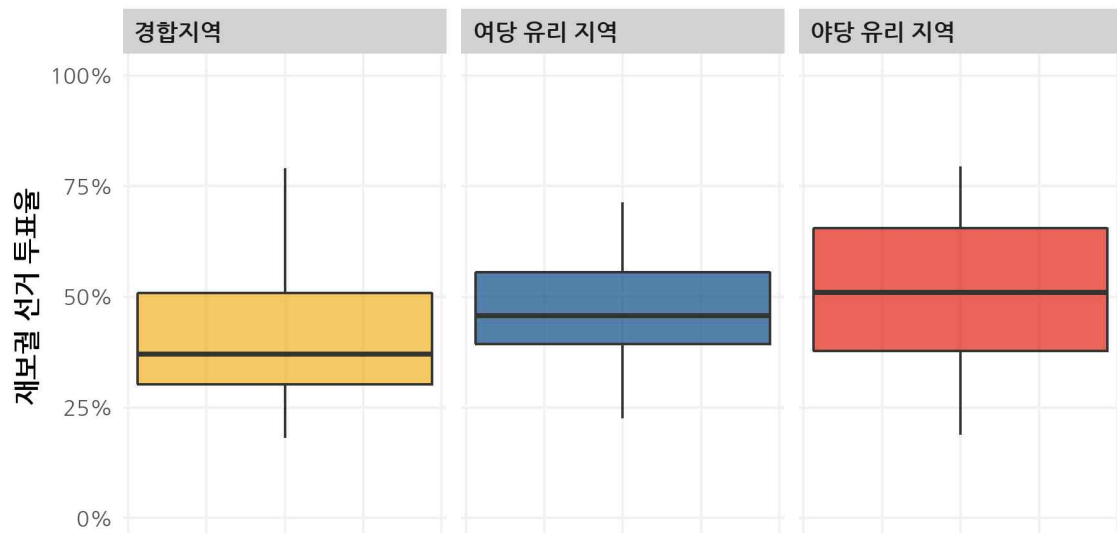 경합지역
여당 유리 지역
야당 유리 지역
재보궐 선거 투표율
100%
75%
50%
25%
0%